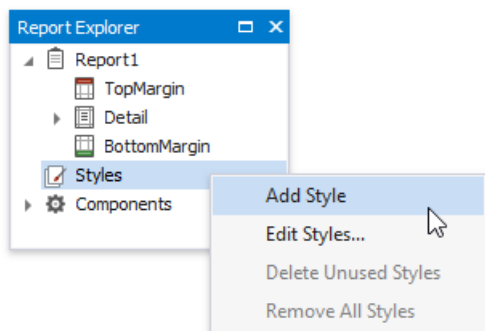 Report Explorer
Report1
TopMargin
Detail
BottomMargin
Styles
Components
Add Style
Edit Styles...
Delete Unused Styles
Remove All Styles